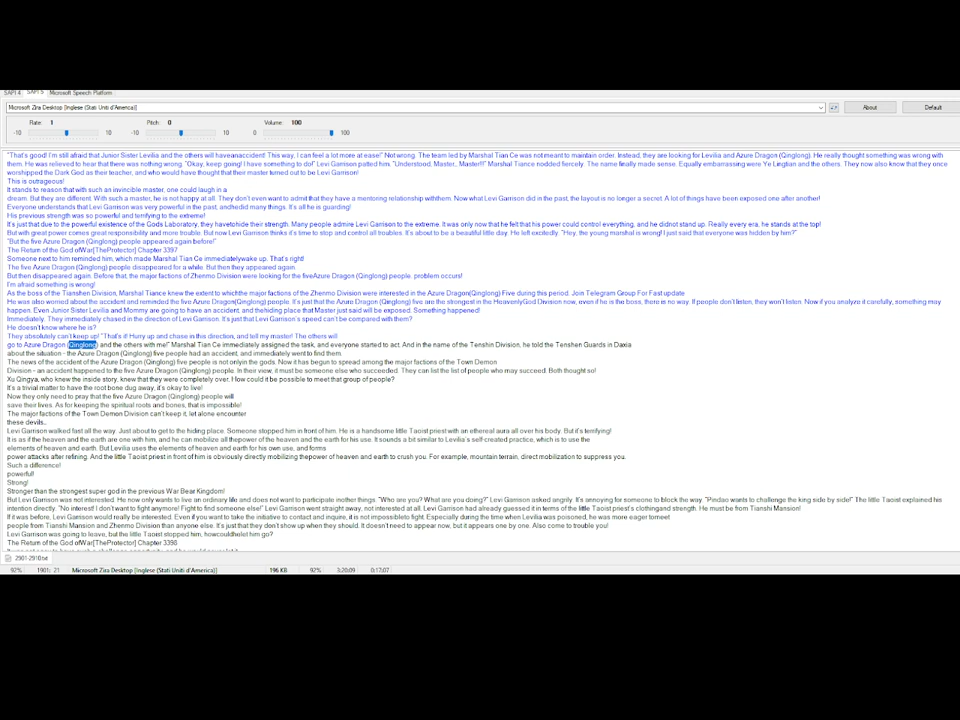 SAPI 4 SAPI 5 Microsoft Speech Platform
Microsoft Zira Desktop [Inglese (Stati Uniti d'America)] About Default
Rate: 1 Pitch: 0 Volume: 100
-10 10 -10 10 0 100
"That's good! I'm still afraid that Junior Sister Levilia and the others will haveanaccident! This way, I can feel a lot more at ease!" Not wrong. The team led by Marshal Tian Ce was not meant to maintain order. Instead, they are looking for Levilia and Azure Dragon (Qinglong). He really thought something was wrong with
them. He was relieved to hear that there was nothing wrong. "Okay, keep going! I have something to do!" Levi Garrison patted him. "Understood. Master,, Master!!!" Marshal Tiance nodded fiercely. The name finally made sense. Equally embarrassing were Ye Lingtian and the others. They now also know that they once
worshipped the Dark God as their teacher, and who would have thought that their master turned out to be Levi Garrison!
This is outrageous!
It stands to reason that with such an invincible master, one could laugh in a
dream. But they are different. With such a master, he is not happy at all. They don't even want to admit that they have a mentoring relationship withthem. Now what Levi Garrison did in the past, the layout is no longer a secret. A lot of things have been exposed one after another!
Everyone understands that Levi Garrison was very powerful in the past, andhedid many things. It's all he is guarding!
His previous strength was so powerful and terrifying to the extreme!
It's just that due to the powerful existence of the Gods Laboratory, they havetohide their strength. Many people admire Levi Garrison to the extreme. It was only now that he felt that his power could control everything, and he didnot stand up. Really every era, he stands at the top!
But with great power comes great responsibility and more trouble. But now Levi Garrison thinks it's time to stop and control all troubles. It's about to be a beautiful little day. He left excitedly. "Hey, the young marshal is wrong! I just said that everyone was hidden by him?"
"But the five Azure Dragon (Qinglong) people appeared again before!"
The Return of the God ofWar[TheProtector] Chapter 3397
Someone next to him reminded him, which made Marshal Tian Ce immediatelywake up. That's right!
The five Azure Dragon (Qinglong) people disappeared for a while. But then they appeared again.
But then disappeared again. Before that, the major factions of Zhenmo Division were looking for the fiveAzure Dragon (Qinglong) people. problem occurs!
I'm afraid something is wrong!
As the boss of the Tianshen Division, Marshal Tiance knew the extent to whichthe major factions of the Zhenmo Division were interested in the Azure Dragon(Qinglong) Five during this period. Join Telegram Group For Fast update
He was also worried about the accident and reminded the five Azure Dragon(Qinglong) people. It's just that the Azure Dragon (Qinglong) five are the strongest in the HeavenlyGod Division now, even if he is the boss, there is no way. If people don't listen, they won't listen. Now if you analyze it carefully, something may
happen. Even Junior Sister Levilia and Mommy are going to have an accident, and thehiding place that Master just said will be exposed. Something happened!
Immediately. They immediately chased in the direction of Levi Garrison. It's just that Levi Garrison's speed can't be compared with them?
He doesn't know where he is?
They absolutely can't keep up! "That's it! Hurry up and chase in this direction, and tell my master! The others will
go to Azure Dragon (Qinglong) and the others with me!" Marshal Tian Ce immediately assigned the task, and everyone started to act. And in the name of the Tenshin Division, he told the Tenshen Guards in Daxia
about the situation - the Azure Dragon (Qinglong) five people had an accident, and immediately went to find them.
The news of the accident of the Azure Dragon (Qinglong) five people is not onlyin the gods. Now it has begun to spread among the major factions of the Town Demon
Division - an accident happened to the five Azure Dragon (Qinglong) people. In their view, it must be someone else who succeeded. They can list the list of people who may succeed. Both thought so!
Xu Qingya, who knew the inside story, knew that they were completely over. How could it be possible to meet that group of people?
It's a trivial matter to have the root bone dug away, it's okay to live!
Now they only need to pray that the five Azure Dragon (Qinglong) people will
save their lives. As for keeping the spiritual roots and bones, that is impossible!
The major factions of the Town Demon Division can't keep it, let alone encounter
these devils..
Levi Garrison walked fast all the way. Just about to get to the hiding place. Someone stopped him in front of him. He is a handsome little Taoist priest with an ethereal aura all over his body. But it's terrifying!
It is as if the heaven and the earth are one with him, and he can mobilize all thepower of the heaven and the earth for his use. It sounds a bit similar to Levilia's self-created practice, which is to use the
elements of heaven and earth. But Levilia uses the elements of heaven and earth for his own use, and forms
power attacks after refining. And the little Taoist priest in front of him is obviously directly mobilizing thepower of heaven and earth to crush you. For example, mountain terrain, direct mobilization to suppress you.
Such a difference!
powerful!
Strong!
Stronger than the strongest super god in the previous War Bear Kingdom!
But Levi Garrison was not interested. He now only wants to live an ordinary life and does not want to participate inother things. "Who are you? What are you doing?" Levi Garrison asked angrily. It's annoying for someone to block the way. "Pindao wants to challenge the king side by side!" The little Taoist explained his
intention directly. "No interest! I don't want to fight anymore! Fight to find someone else!" Levi Garrison went straight away, not interested at all. Levi Garrison had already guessed it in terms of the little Taoist priest's clothingand strength. He must be from Tianshi Mansion!
If it was before, Levi Garrison would really be interested. Even if you want to take the initiative to contact and inquire, it is not impossibleto fight. Especially during the time when Levilia was poisoned, he was more eager tomeet
people from Tianshi Mansion and Zhenmo Division than anyone else. It's just that they don't show up when they should. It doesn't need to appear now, but it appears one by one. Also come to trouble you!
Levi Garrison was going to leave, but the little Taoist stopped him, howcouldhelet him go?
The Return of the God ofWar[TheProtector] Chapter 3398
2901-2910.txt
92% 1901: 21 Microsoft Zira Desktop [Inglese (Stati Uniti d'America)] 196 KB 92% 3:20:09 0:17:07